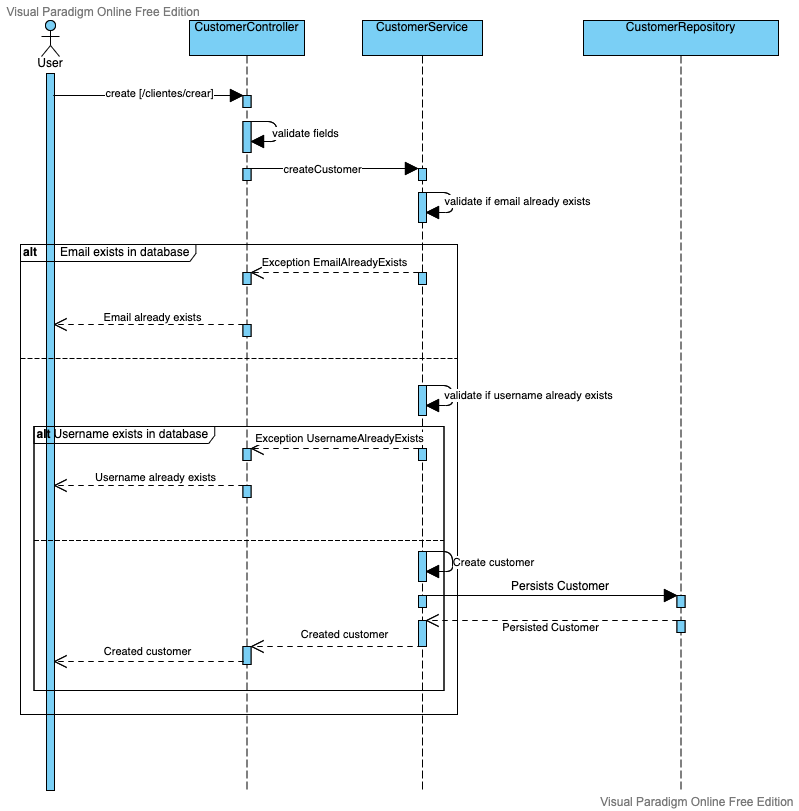 Visual Paradigm Online Free Edition
CustomerController
CustomerService
CustomerRepository
User
create [/clientes/crear]
validate fields
createCustomer
validate if email already exists
alt
Email exists in database
Exception EmailAlreadyExists
Email already exists
validate if username already exists
alt
Username exists in database
Exception UsernameAlreadyExists
Username already exists
Create customer
Persists Customer
Persisted Customer
Created customer
Created customer
Visual Paradigm Online Free Edition